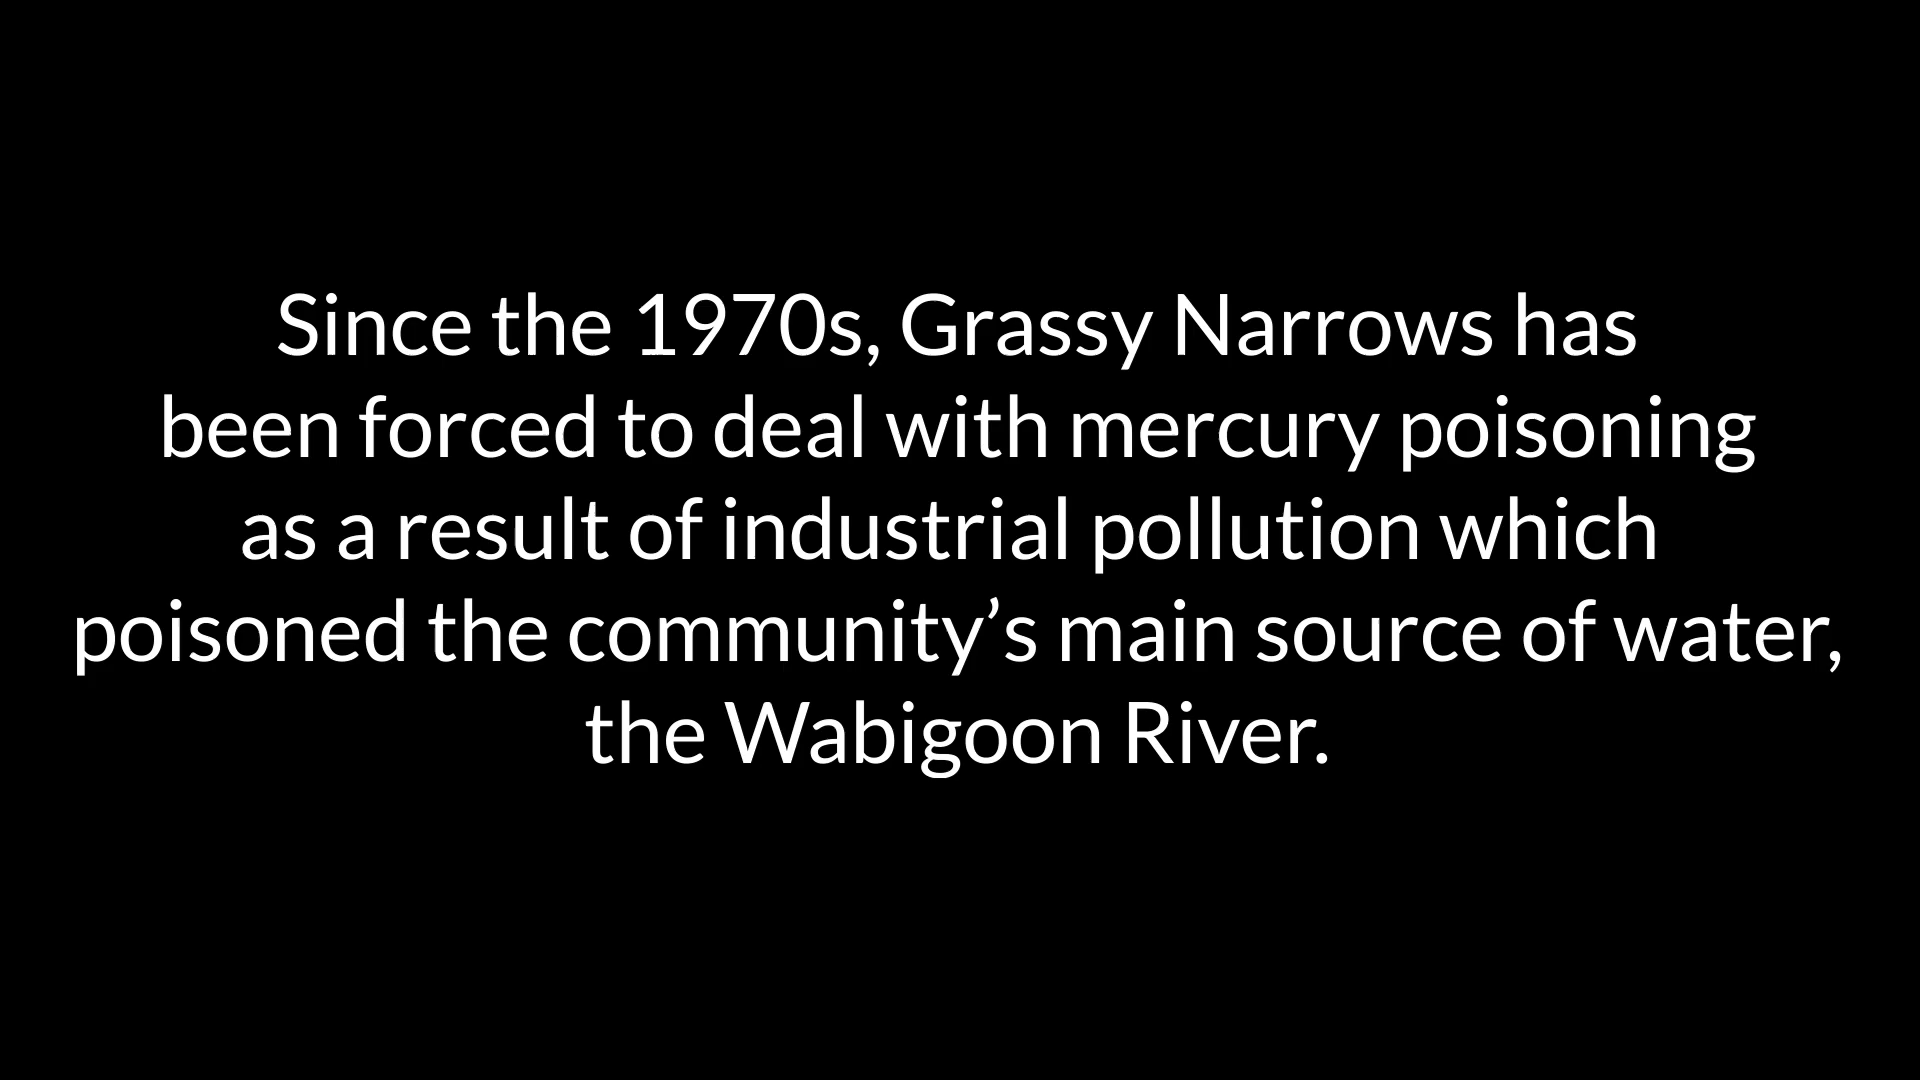 Since the 1970s, Grassy Narrows has
been forced to deal with mercury poisoning
as a result of industrial pollution which
poisoned the community’s main source of water,
the Wabigoon River.